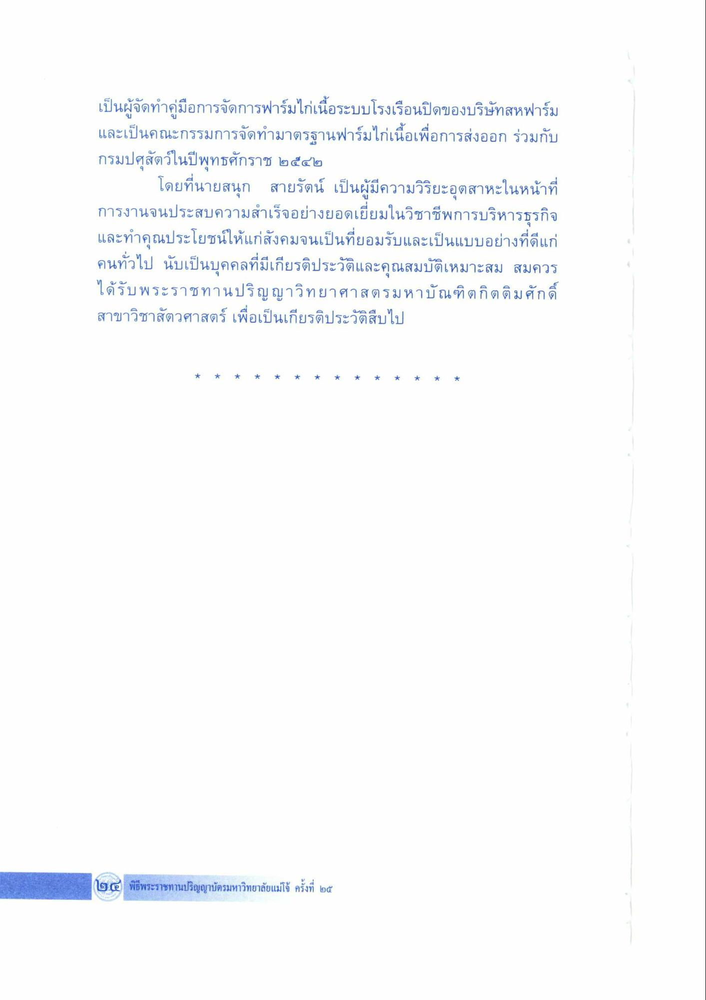 เป็นผู้จัดทำคู่มือการจัดการฟาร์มไก่เนื้อระบบโรงเรือนปิดของบริษัทสหฟาร์ม
และเป็นคณะกรรมการจัดทำมาตรฐานฟาร์มไก่เนื้อเพื่อการส่งออก ร่วมกับ
กรมปศุสัตว์ในปีพุทธศักราช ๒๕๔๒
โดยที่นายสนุก สายรัตน์ เป็นผู้มีความวิริยะอุตสาหะในหน้าที่
การงานจนประสบความสำเร็จอย่างยอดเยี่ยมในวิชาชีพการบริหารธุรกิจ
และทำคุณประโยชน์ให้แก่สังคมจนเป็นที่ยอมรับและเป็นแบบอย่างที่ดีแก่
คนทั่วไป นับเป็นบุคคลที่มีเกียรติประวัติและคุณสมบัติเหมาะสม สมควร
ได้รับพระราชทานปริญญาวิทยาศาสตรมหาบัณฑิตกิตติมศักดิ์
สาขาวิชาสัตวศาสตร์ เพื่อเป็นเกียรติประวัติสืบไป
* * * * * * * * * * * * * *
๒๔ พิธีพระราชทานปริญญาบัตรมหาวิทยาลัยแม่โจ้ ครั้งที่ ๒๕